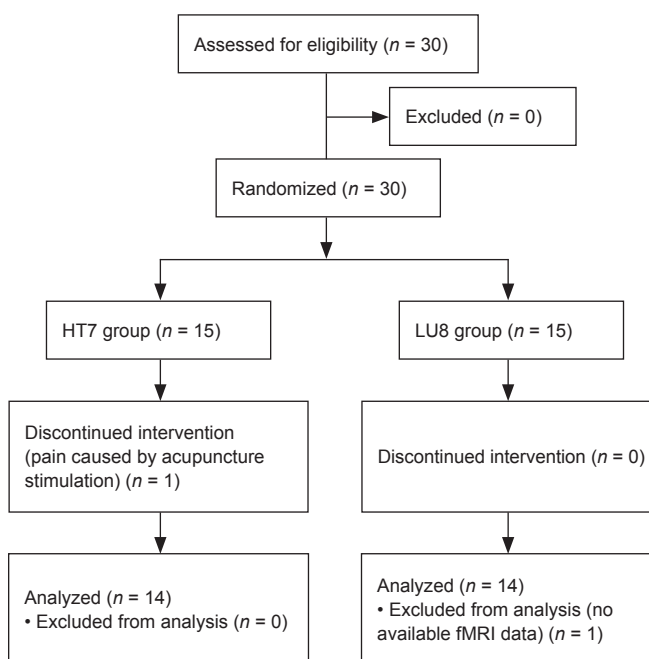 Assessed for eligibility (n = 30)
Excluded (n = 0)
Randomized (n = 30)
HT7 group (n = 15)
LU8 group (n = 15)
Discontinued intervention
(pain caused by acupuncture
stimulation) (n = 1)
Discontinued intervention (n = 0)
Analyzed (n = 14)
• Excluded from analysis (n = 0)
Analyzed (n = 14)
• Excluded from analysis (no
available fMRI data) (n = 1)